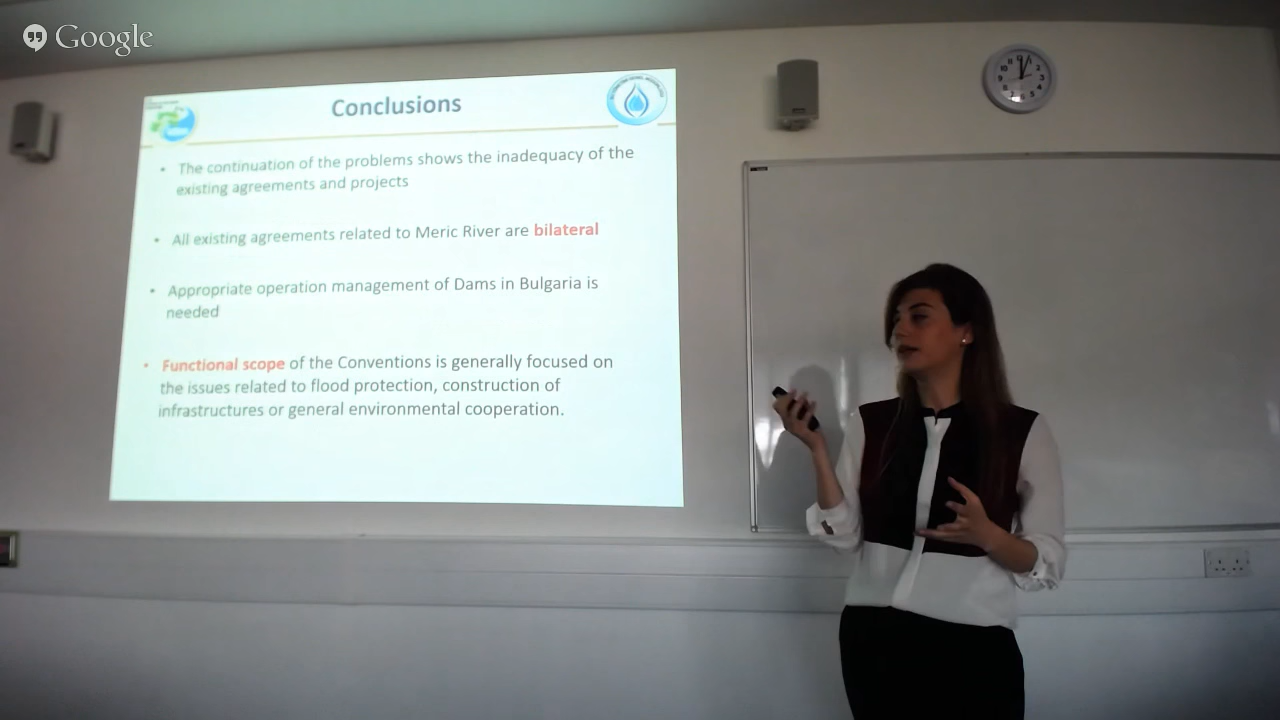 Google
Conclusions
• The continuation of the problems shows the inadequacy of the
existing agreements and projects
• All existing agreements related to Meric River are bilateral
• Appropriate operation management of Dams in Bulgaria is
needed
• Functional scope of the Conventions is generally focused on
the issues related to flood protection, construction of
infrastructures or general environmental cooperation.